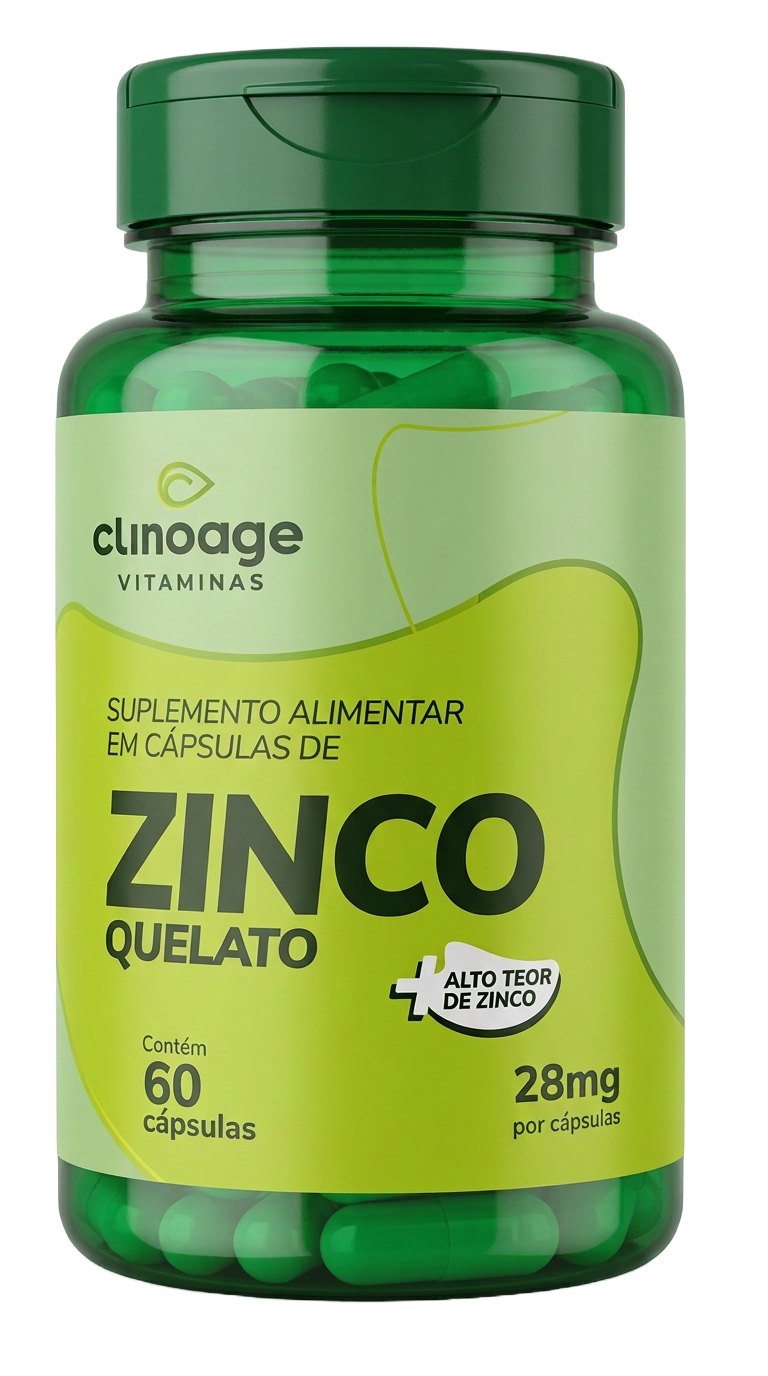 clinoage
VITAMINAS
SUPLEMENTO ALIMENTAR
EM CÁPSULAS DE
ZINCO
QUELATO
+ ALTO TEOR
DE ZINCO
Contém
60
cápsulas
28mg
por cápsulas